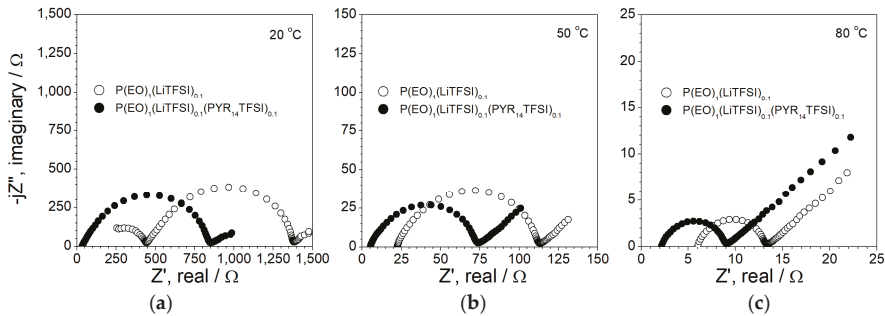 -jZ", imaginary / Ω
1,500
1,250
1,000
750
500
250
0
20 °C
P(EO)₁(LiTFSI)₀.₁
P(EO)₁(LiTFSI)₀.₁(PYR₁₄TFSI)₀.₁
0 250 500 750 1,000 1,250 1,500
Z', real / Ω
(a)
150
125
100
75
50
25
0
50 °C
P(EO)₁(LiTFSI)₀.₁
P(EO)₁(LiTFSI)₀.₁(PYR₁₄TFSI)₀.₁
0 25 50 75 100 125 150
Z', real / Ω
(b)
25
20
15
10
5
0
80 °C
P(EO)₁(LiTFSI)₀.₁
P(EO)₁(LiTFSI)₀.₁(PYR₁₄TFSI)₀.₁
0 5 10 15 20 25
Z', real / Ω
(c)